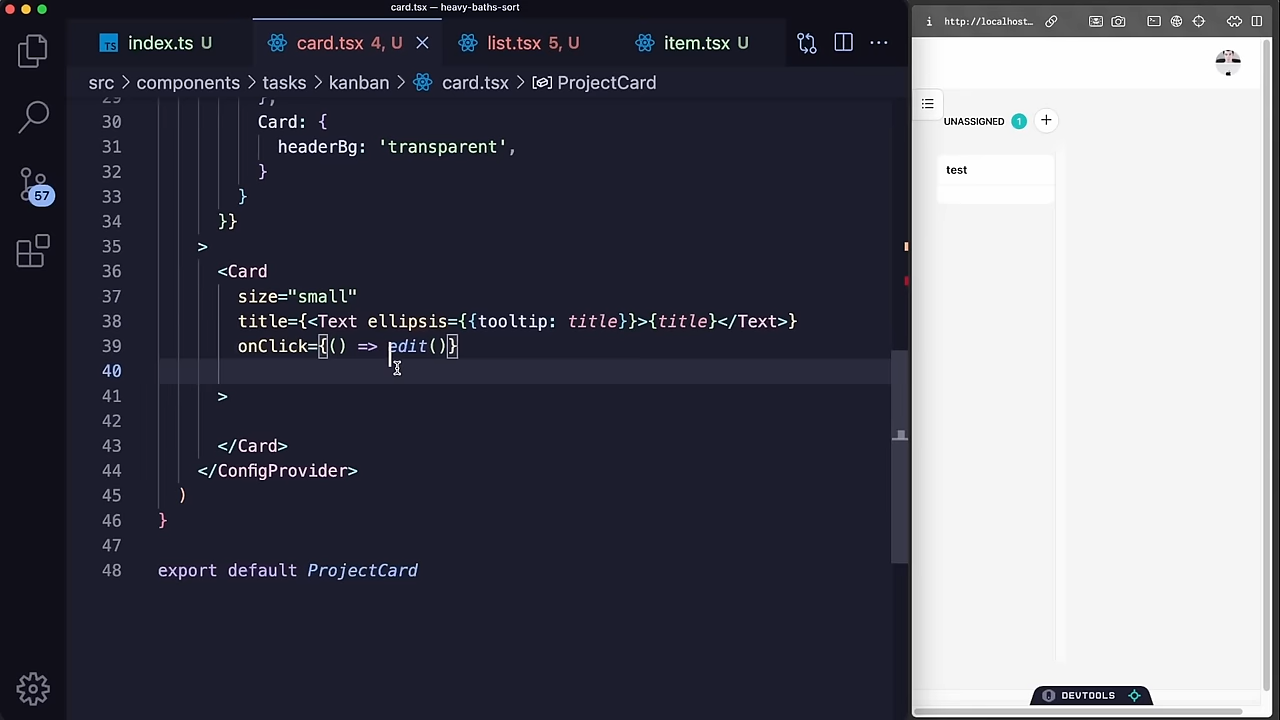 card.tsx — heavy-baths-sort
TS index.ts U
card.tsx 4, U
list.tsx 5, U
item.tsx U
src > components > tasks > kanban > card.tsx > ProjectCard
30 Card: {
31 headerBg: 'transparent',
32 }
33 }
34 }}
35 >
36 <Card
37 size="small"
38 title={<Text ellipsis={{tooltip: title}}>{title}</Text>}
39 onClick={() => edit()}
40
41 >
42
43 </Card>
44 </ConfigProvider>
45 )
46 }
47
48 export default ProjectCard
57
http://localhost…
UNASSIGNED 1 +
test
DEVTOOLS